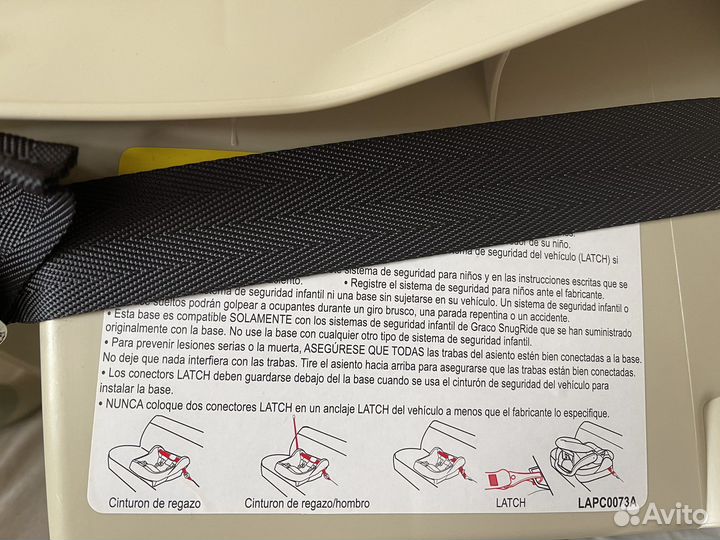 niños.
dedor de su niño.
a de seguridad del vehículo (LATCH) si
sistema de seguridad para niños y en las instrucciones escritas que se
asiento. • Registre el sistema de seguridad para niños ante el fabricante.
de seguridad infantil ni una base sin sujetarse en su vehículo. Un sistema de seguridad infantil o
sueltos podrán golpear a ocupantes durante un giro brusco, una parada repentina o un accidente.
• Esta base es compatible SOLAMENTE con los sistemas de seguridad infantil de Graco SnugRide que se han suministrado
originalmente con la base. No use la base con cualquier otro tipo de sistema de seguridad infantil.
• Para prevenir lesiones serias o la muerte, ASEGÚRESE QUE TODAS las trabas del asiento estén bien conectadas a la base.
No deje que nada interfiera con las trabas. Tire el asiento hacia arriba para asegurarse que las trabas están bien conectadas.
• Los conectors LATCH deben guardarse debajo del la base cuando se usa el cinturón de seguridad del vehículo para
instalar la base.
• NUNCA coloque dos conectores LATCH en un anclaje LATCH del vehículo a menos que el fabricante lo especifique.
Cinturon de regazo Cinturon de regazo/hombro LATCH LAPC0073A
Avito